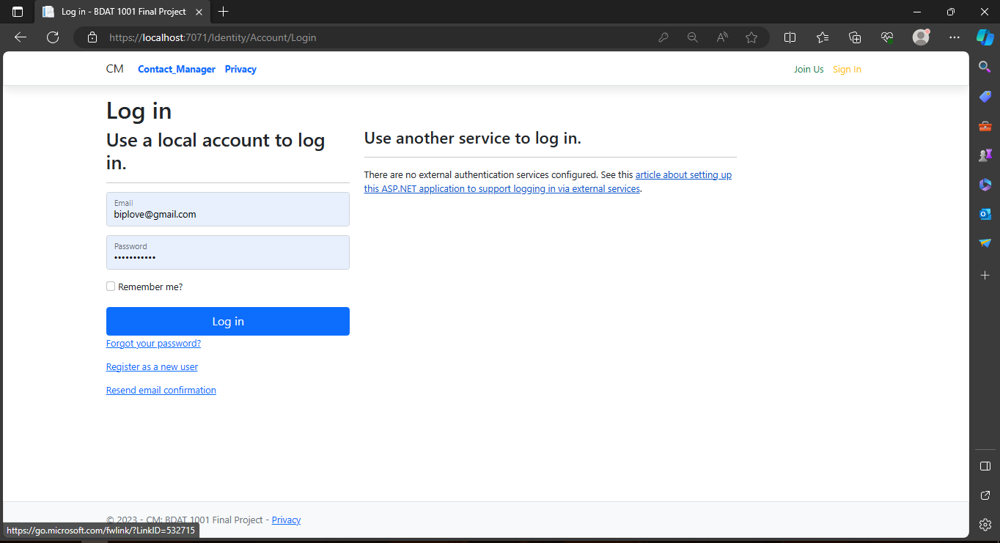 Log in - BDAT 1001 Final Project
https://localhost:7071/Identity/Account/Login
CM Contact_Manager Privacy Join Us Sign In
Log in
Use a local account to log
in.
Email
biplove@gmail.com
Password
•••••••••••
Remember me?
Log in
Forgot your password?
Register as a new user
Resend email confirmation
Use another service to log in.
There are no external authentication services configured. See this article about setting up
this ASP.NET application to support logging in via external services.
© 2023 - CM: BDAT 1001 Final Project - Privacy
https://go.microsoft.com/fwlink/?LinkID=532715